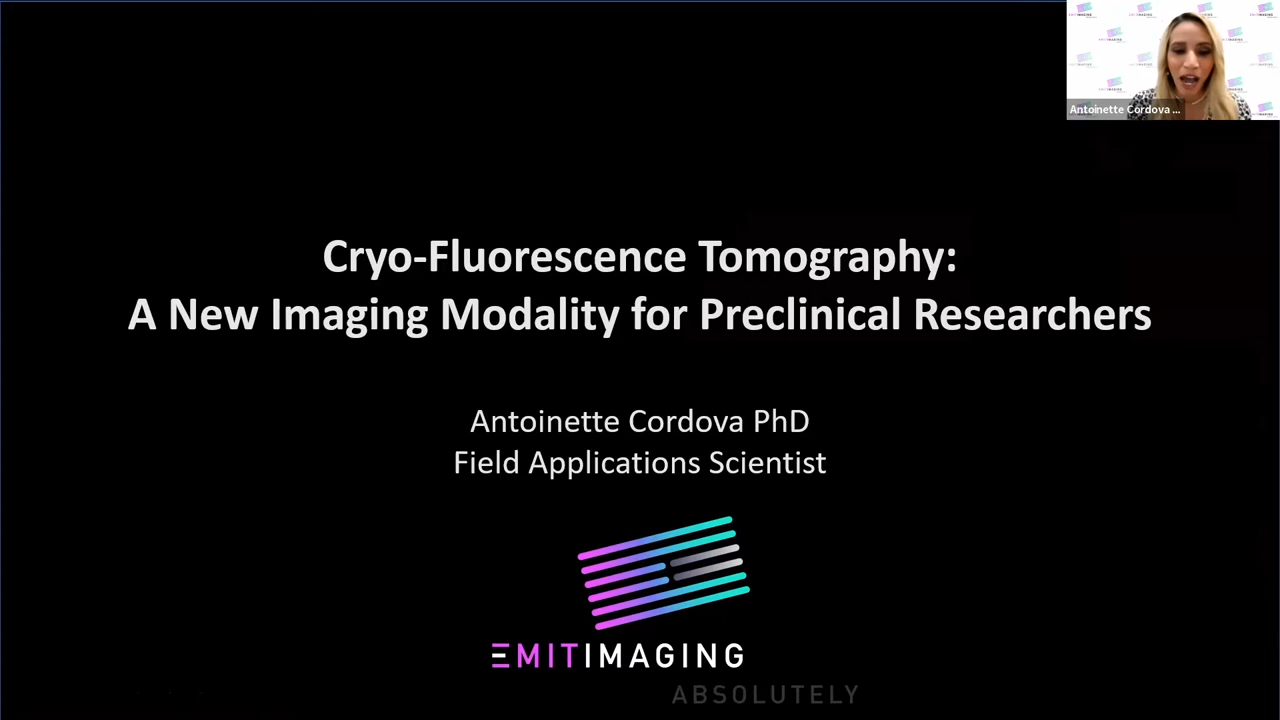 Antoinette Cordova ...
Cryo-Fluorescence Tomography:
A New Imaging Modality for Preclinical Researchers
Antoinette Cordova PhD
Field Applications Scientist
EMITIMAGING
ABSOLUTELY